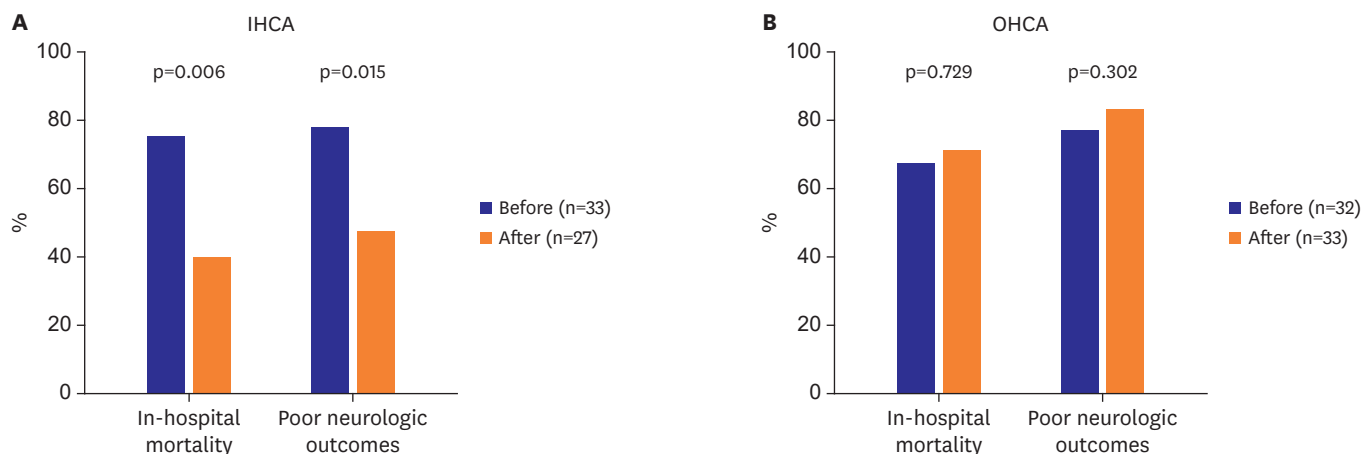 A
IHCA
100
80
60
40
20
0
%
p=0.006
p=0.015
In-hospital
mortality
Poor neurologic
outcomes
Before (n=33)
After (n=27)
B
OHCA
100
80
60
40
20
0
%
p=0.729
p=0.302
In-hospital
mortality
Poor neurologic
outcomes
Before (n=32)
After (n=33)